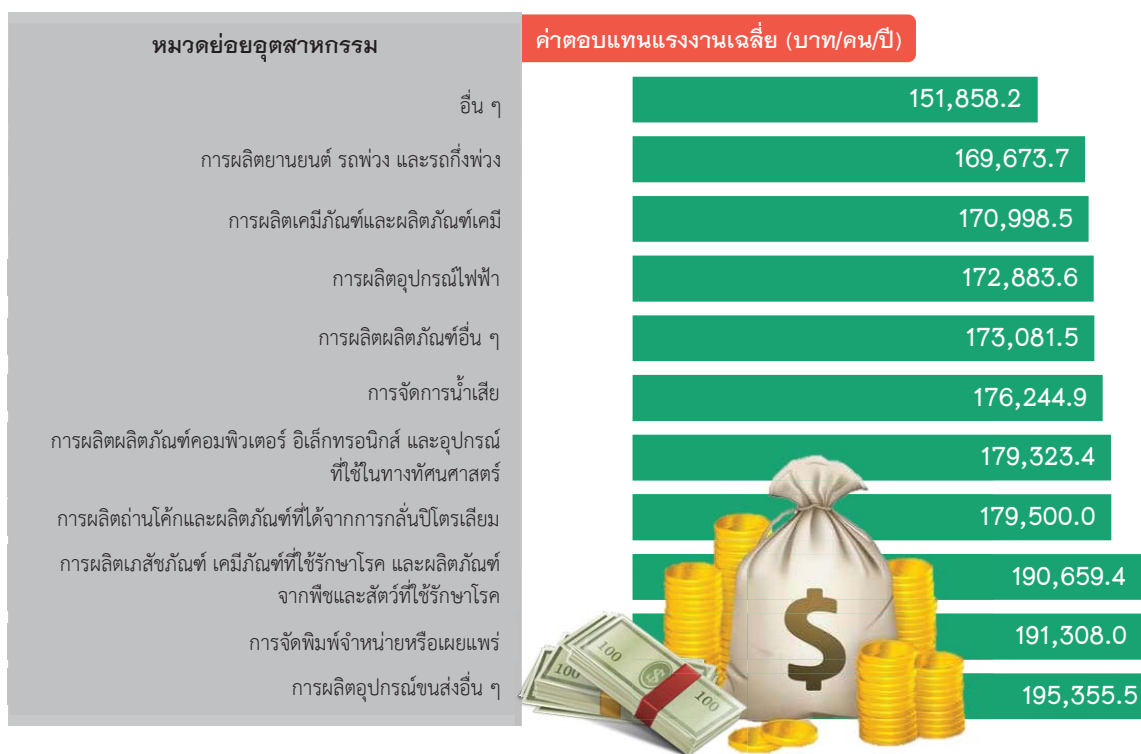 หมวดย่อยอุตสาหกรรม ค่าตอบแทนแรงงานเฉลี่ย (บาท/คน/ปี)
อื่น ๆ 151,858.2
การผลิตยานยนต์ รถพ่วง และรถกึ่งพ่วง 169,673.7
การผลิตเคมีภัณฑ์และผลิตภัณฑ์เคมี 170,998.5
การผลิตอุปกรณ์ไฟฟ้า 172,883.6
การผลิตผลิตภัณฑ์อื่น ๆ 173,081.5
การจัดการน้ำเสีย 176,244.9
การผลิตผลิตภัณฑ์คอมพิวเตอร์ อิเล็กทรอนิกส์ และอุปกรณ์
ที่ใช้ในทางทัศนศาสตร์ 179,323.4
การผลิตถ่านโค้กและผลิตภัณฑ์ที่ได้จากการกลั่นปิโตรเลียม 179,500.0
การผลิตเภสัชภัณฑ์ เคมีภัณฑ์ที่ใช้รักษาโรค และผลิตภัณฑ์
จากพืชและสัตว์ที่ใช้รักษาโรค 190,659.4
การจัดพิมพ์จำหน่ายหรือเผยแพร่ 191,308.0
การผลิตอุปกรณ์ขนส่งอื่น ๆ 195,355.5
$
100
100
100